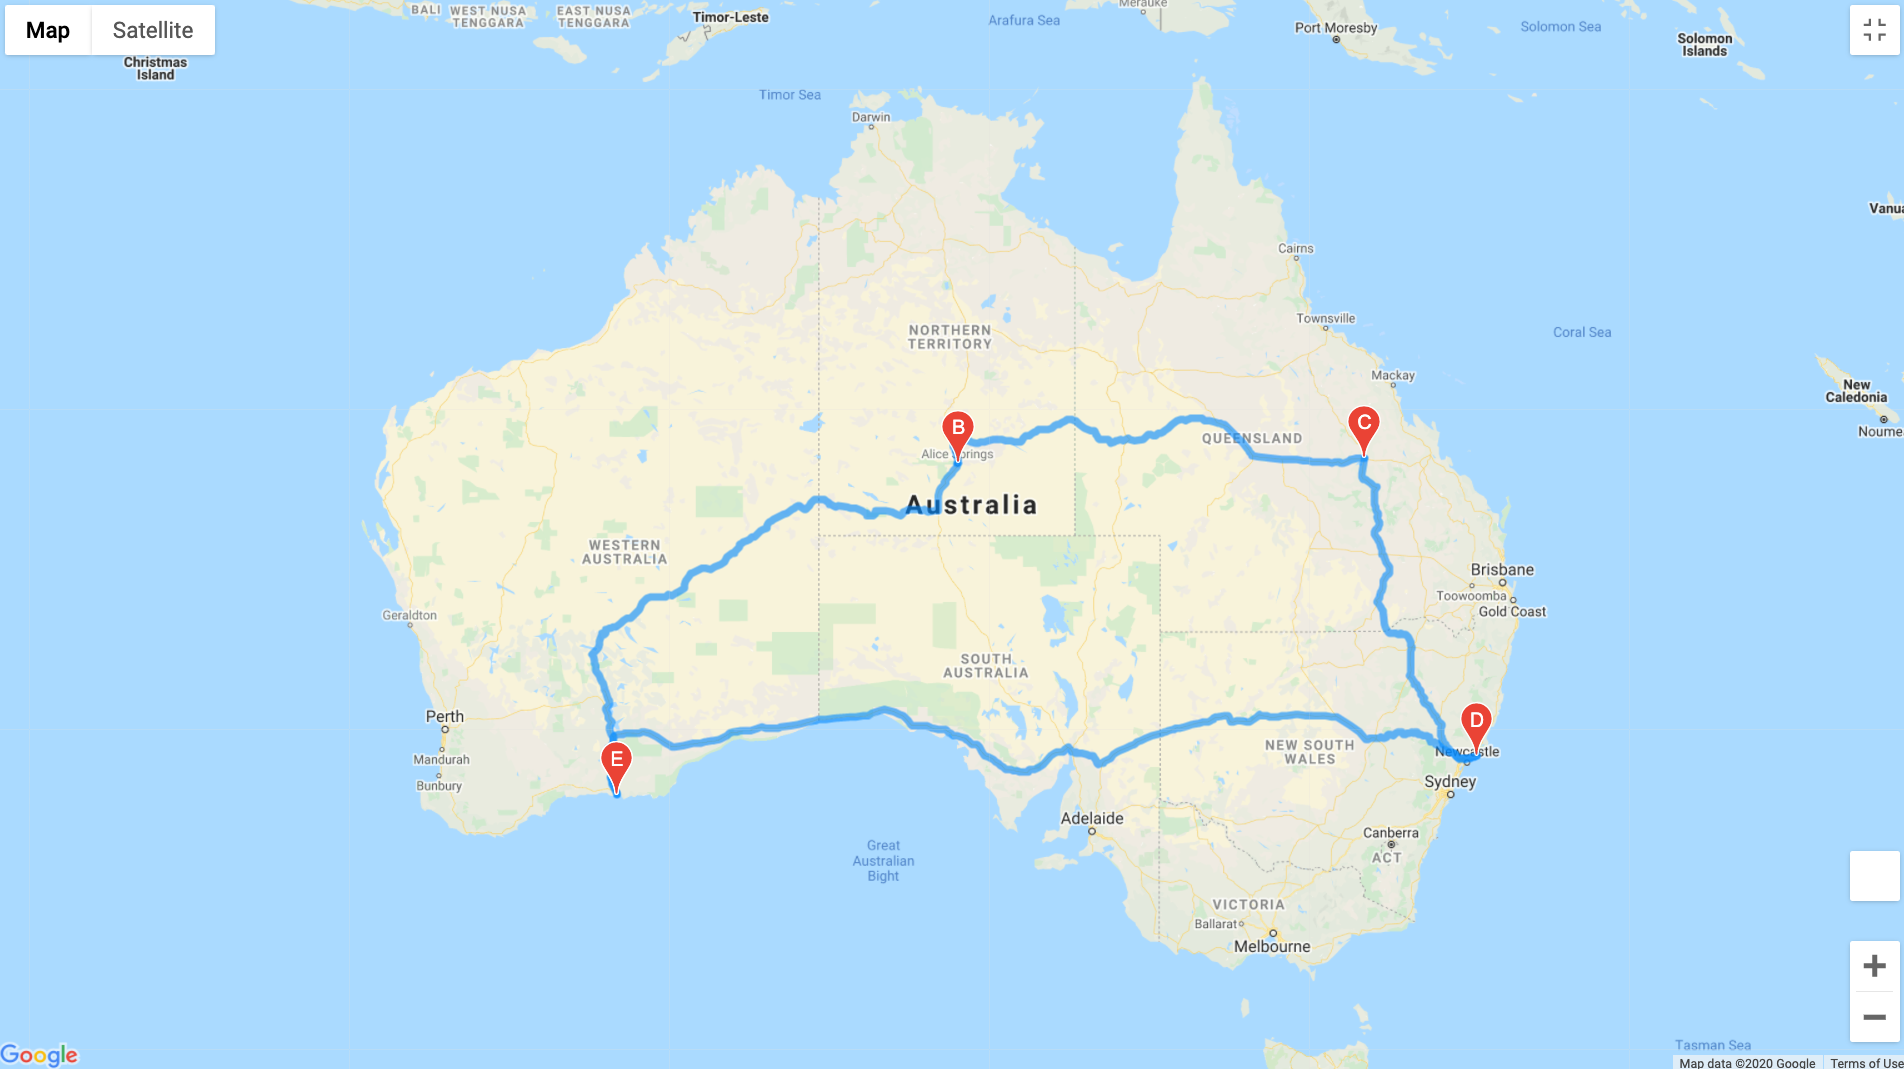 Map
Satellite
BALI
WEST NUSA
TENGGARA
EAST NUSA
TENGGARA
Timor-Leste
Arafura Sea
Merauke
Port Moresby
Solomon Sea
Solomon
Islands
Christmas
Island
Timor Sea
Darwin
Vanua
Cairns
NORTHERN
TERRITORY
Townsville
Coral Sea
Mackay
New
Caledonia
Noume
B
C
Alice Springs
QUEENSLAND
Australia
WESTERN
AUSTRALIA
Brisbane
Toowoomba
Gold Coast
Geraldton
SOUTH
AUSTRALIA
Perth
D
E
Mandurah
Bunbury
NEW SOUTH
WALES
Newcastle
Sydney
Adelaide
Canberra
ACT
Great
Australian
Bight
VICTORIA
Ballarat
Melbourne
Tasman Sea
Google
Map data ©2020 Google
Terms of Use